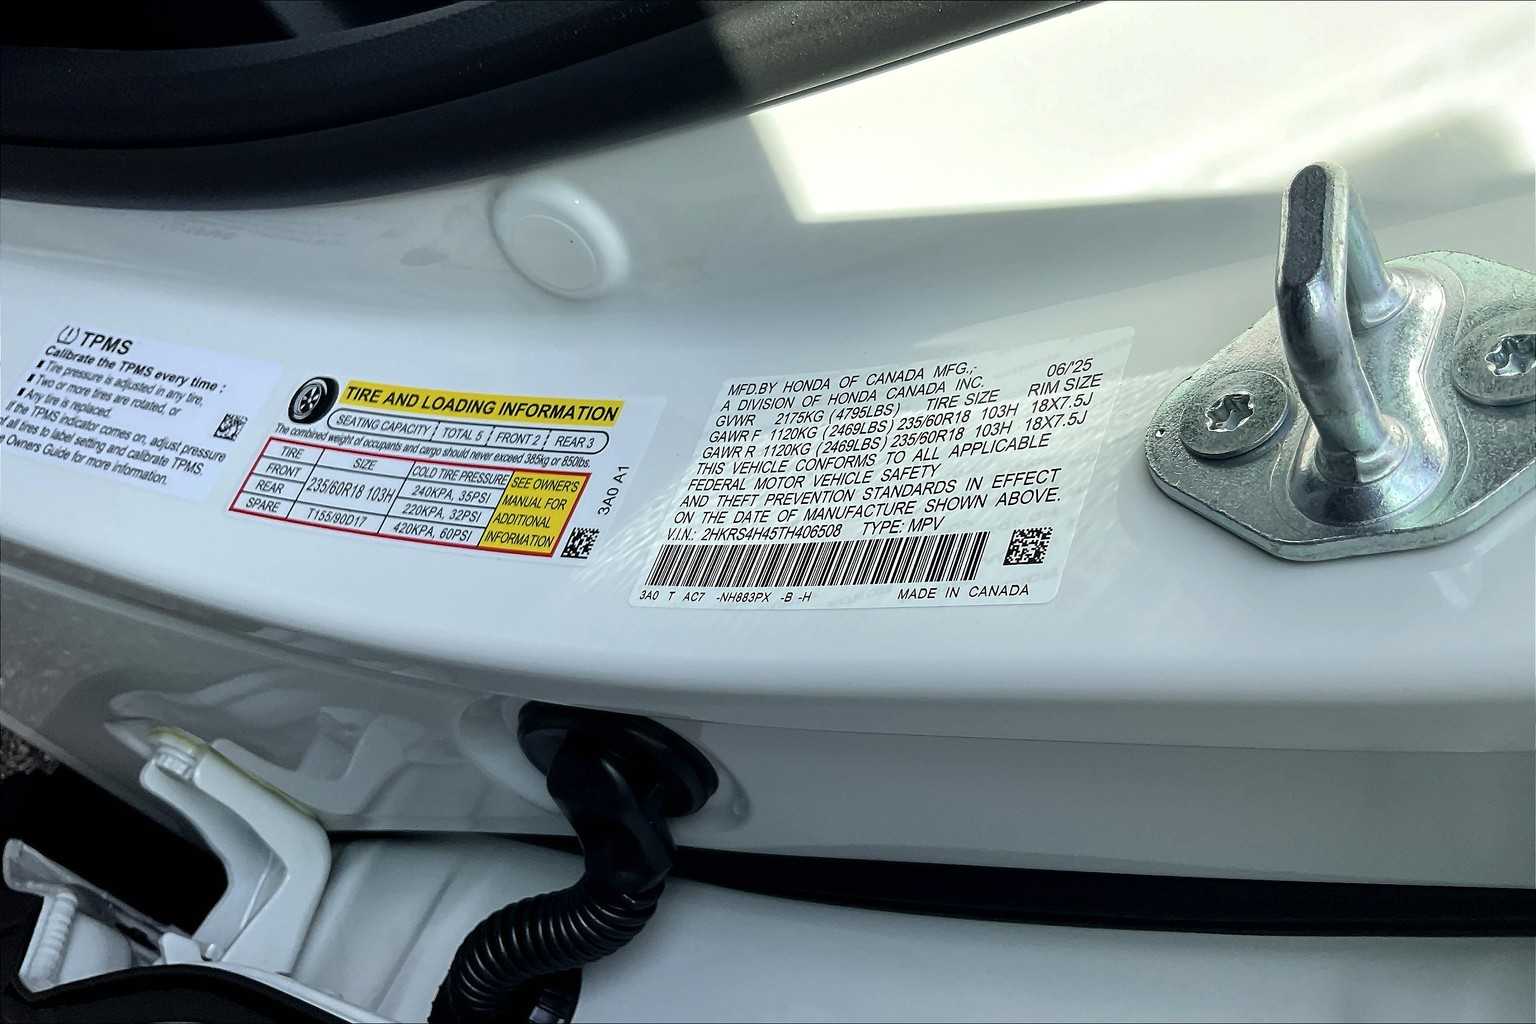 TPMS
Calibrate the TPMS every time :
Tire pressure is adjusted in any tire,
Two or more tires are rotated, or
Any tire is replaced.
If the TPMS indicator comes on, adjust pressure
of all tires to label setting and calibrate TPMS.
Owners Guide for more information.
TIRE AND LOADING INFORMATION
SEATING CAPACITY TOTAL 5 FRONT 2 REAR 3
The combined weight of occupants and cargo should never exceed 385kg or 850lbs.
TIRE SIZE COLD TIRE PRESSURE SEE OWNER'S
MANUAL FOR
ADDITIONAL
INFORMATION
FRONT 235/60R18 103H 240KPA, 35PSI
REAR 220KPA, 32PSI
SPARE T155/90D17 420KPA, 60PSI
3A0 A1
MFD.BY HONDA OF CANADA MFG.,- 06/'25
A DIVISION OF HONDA CANADA INC.
GVWR 2175KG (4795LBS) TIRE SIZE RIM SIZE
GAWR F 1120KG (2469LBS) 235/60R18 103H 18X7.5J
GAWR R 1120KG (2469LBS) 235/60R18 103H 18X7.5J
THIS VEHICLE CONFORMS TO ALL APPLICABLE
FEDERAL MOTOR VEHICLE SAFETY
AND THEFT PREVENTION STANDARDS IN EFFECT
ON THE DATE OF MANUFACTURE SHOWN ABOVE.
V.I.N.: 2HKRS4H45TH406508 TYPE: MPV
3A0 T AC7 -NH883PX -B -H MADE IN CANADA